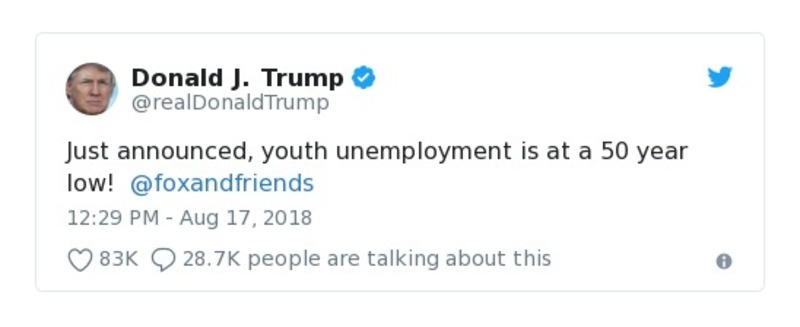 Donald J. Trump
@realDonaldTrump
Just announced, youth unemployment is at a 50 year
low! @foxandfriends
12:29 PM - Aug 17, 2018
83K 28.7K people are talking about this